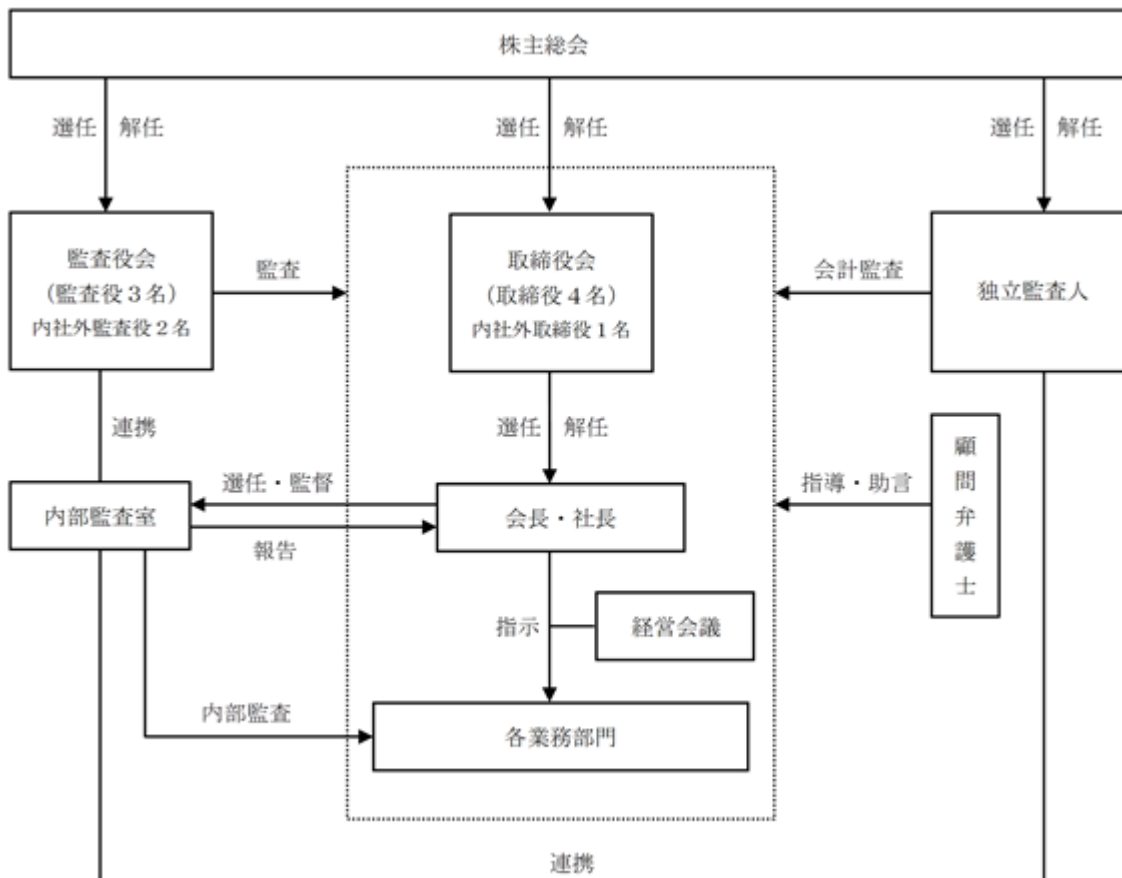 株主総会
選任 解任
選任 解任
選任 解任
監査役会
(監査役3名)
内社外監査役2名
監査
取締役会
(取締役4名)
内社外取締役1名
会計監査
独立監査人
連携
選任 解任
顧問弁護士
選任・監督
指導・助言
内部監査室
会長・社長
報告
指示
経営会議
内部監査
各業務部門
連携